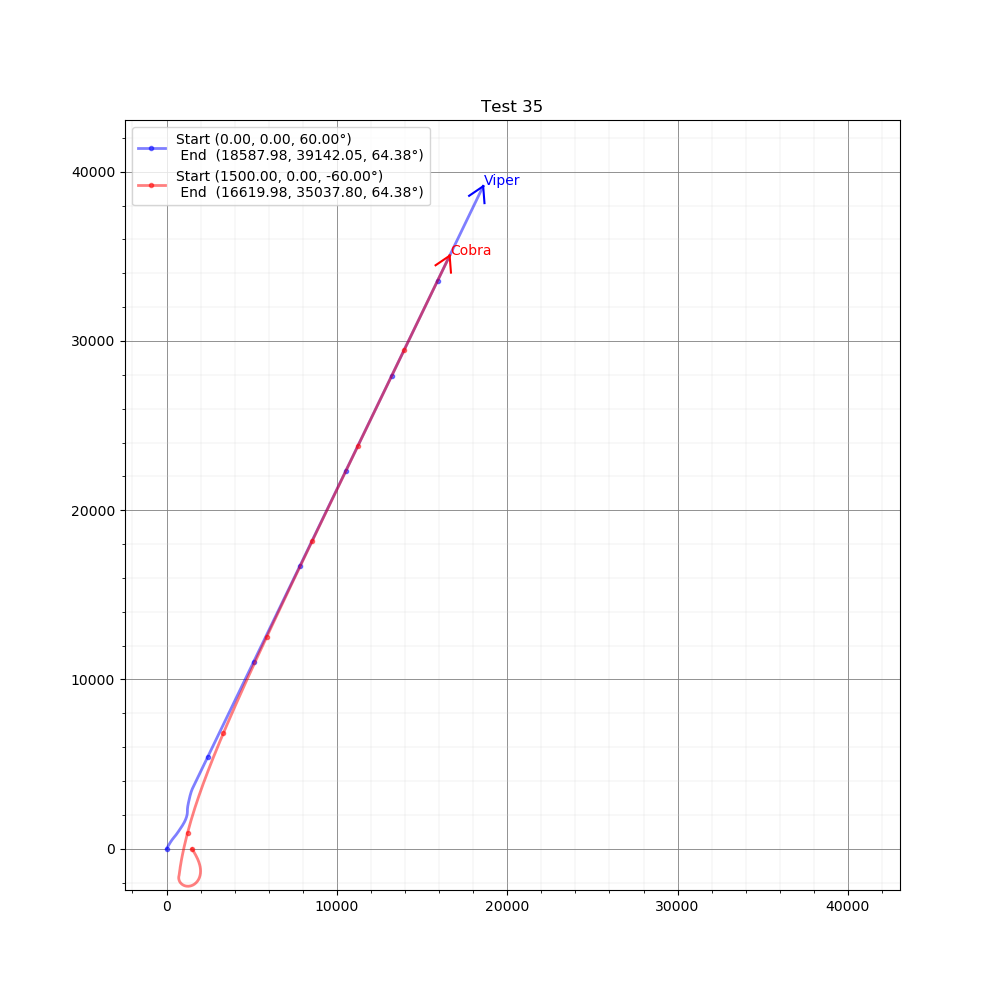 Test 35
Start (0.00, 0.00, 60.00°)
End  (18587.98, 39142.05, 64.38°)
Start (1500.00, 0.00, -60.00°)
End  (16619.98, 35037.80, 64.38°)
Viper
Cobra
40000
30000
20000
10000
0
0
10000
20000
30000
40000